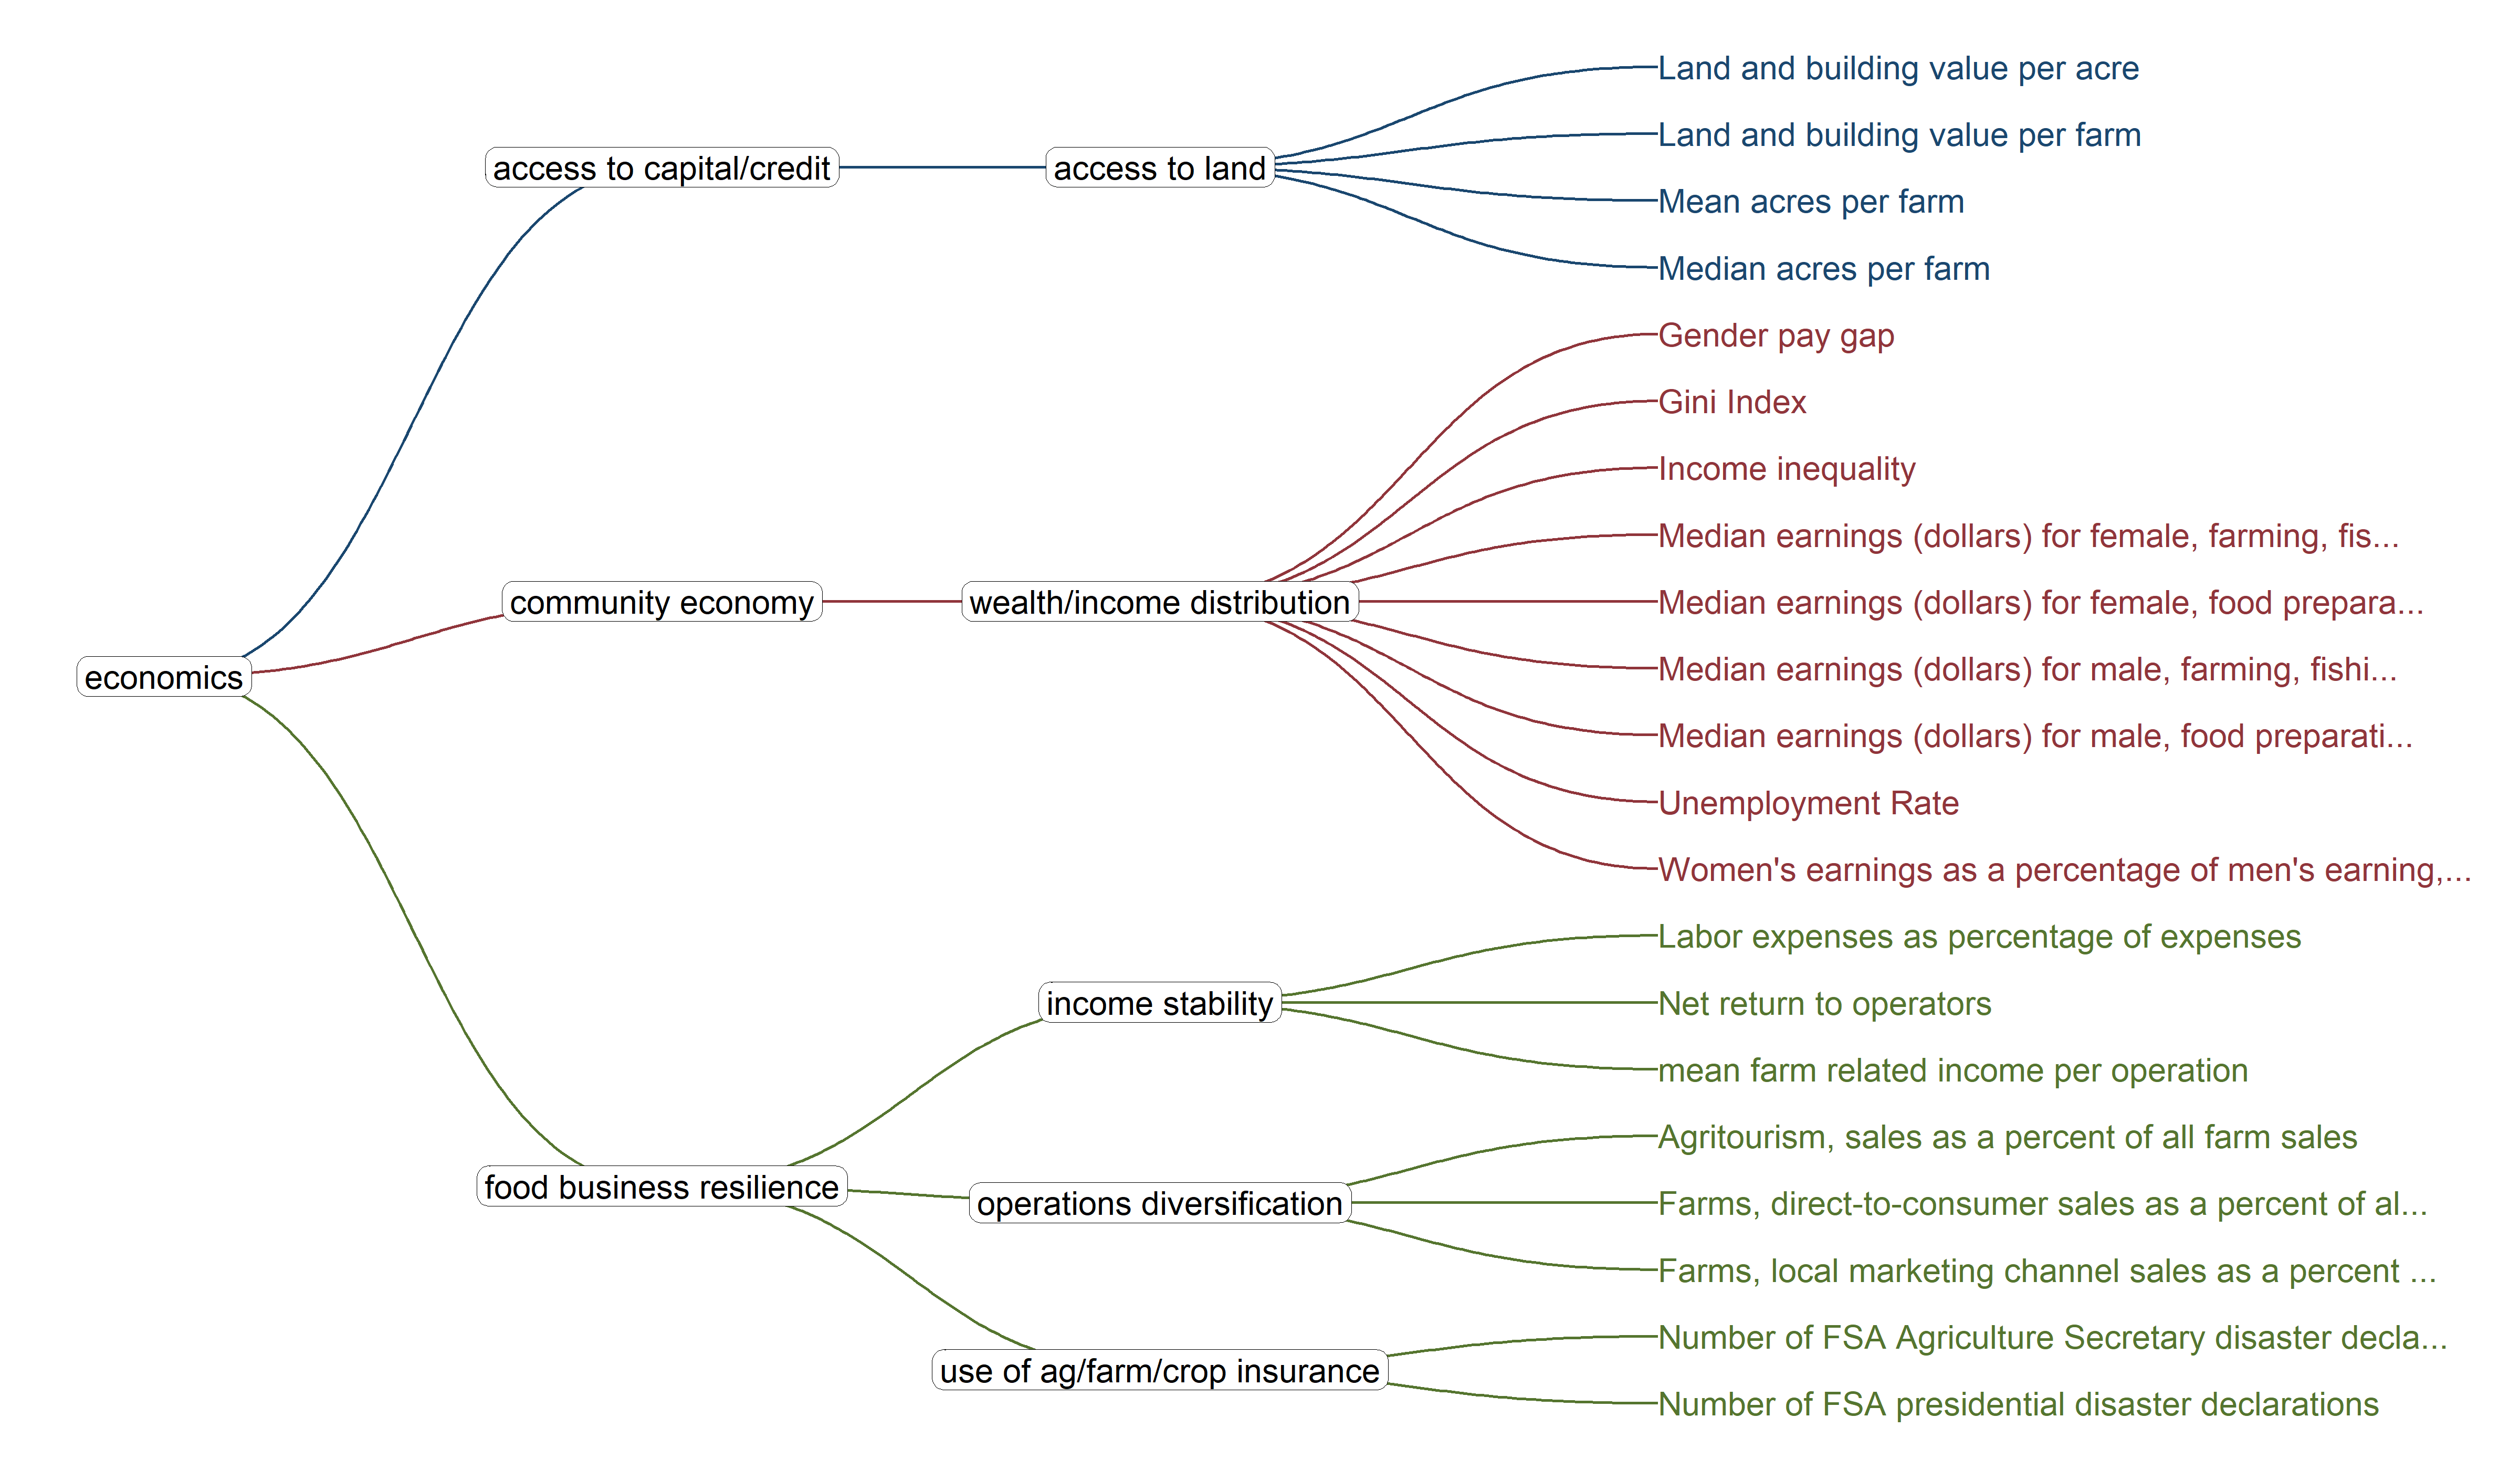 economics
access to capital/credit
access to land
Land and building value per acre
Land and building value per farm
Mean acres per farm
Median acres per farm
community economy
wealth/income distribution
Gender pay gap
Gini Index
Income inequality
Median earnings (dollars) for female, farming, fis...
Median earnings (dollars) for female, food prepara...
Median earnings (dollars) for male, farming, fishi...
Median earnings (dollars) for male, food preparati...
Unemployment Rate
Women's earnings as a percentage of men's earning,...
food business resilience
income stability
Labor expenses as percentage of expenses
Net return to operators
mean farm related income per operation
operations diversification
Agritourism, sales as a percent of all farm sales
Farms, direct-to-consumer sales as a percent of al...
Farms, local marketing channel sales as a percent ...
use of ag/farm/crop insurance
Number of FSA Agriculture Secretary disaster decla...
Number of FSA presidential disaster declarations